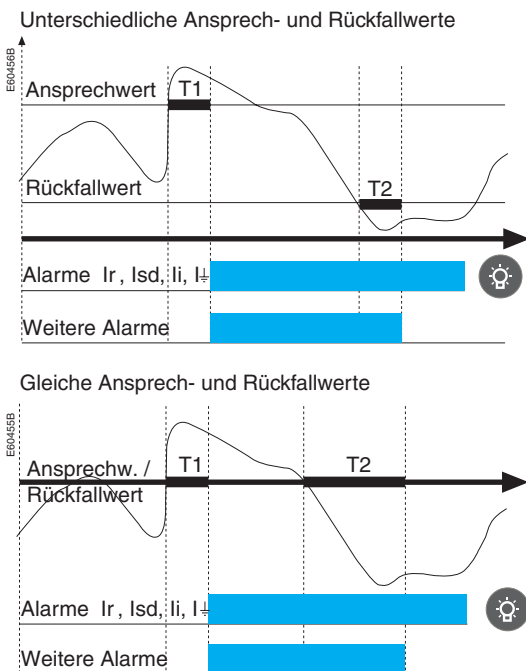 Unterschiedliche Ansprech- und Rückfallwerte
E60456B
Ansprechwert
T1
Rückfallwert
T2
Alarme Ir , Isd, Ii, I⏚
Weitere Alarme
Gleiche Ansprech- und Rückfallwerte
E60455B
Ansprechw. /
Rückfallwert
T1
T2
Alarme Ir , Isd, Ii, I⏚
Weitere Alarme